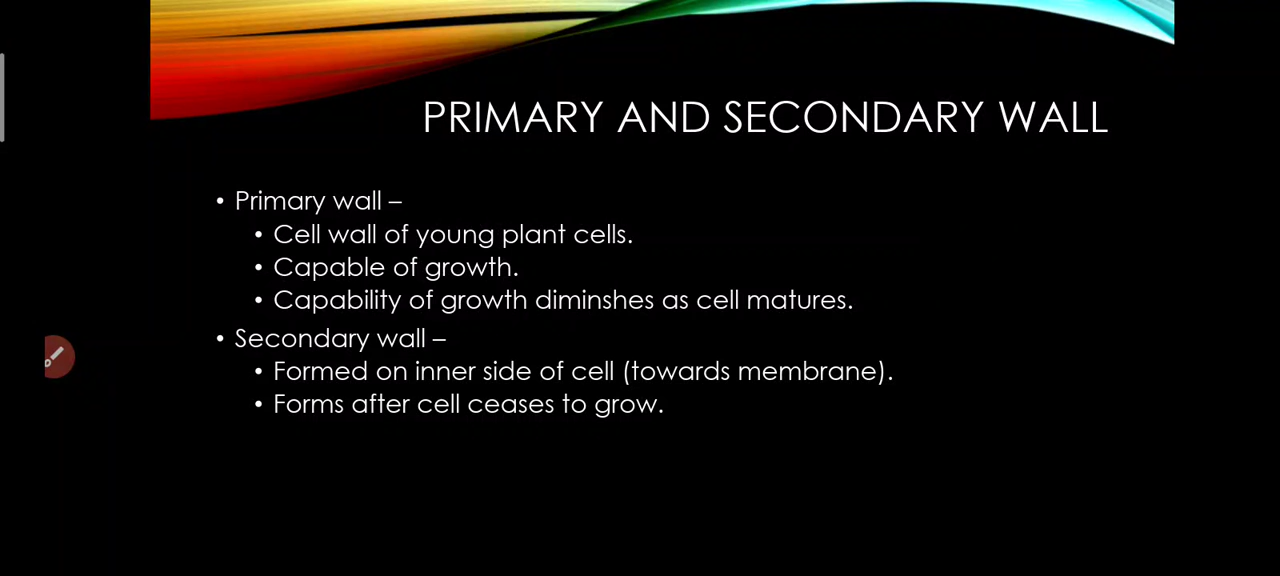 PRIMARY AND SECONDARY WALL
• Primary wall –
• Cell wall of young plant cells.
• Capable of growth.
• Capability of growth diminshes as cell matures.
• Secondary wall –
• Formed on inner side of cell (towards membrane).
• Forms after cell ceases to grow.